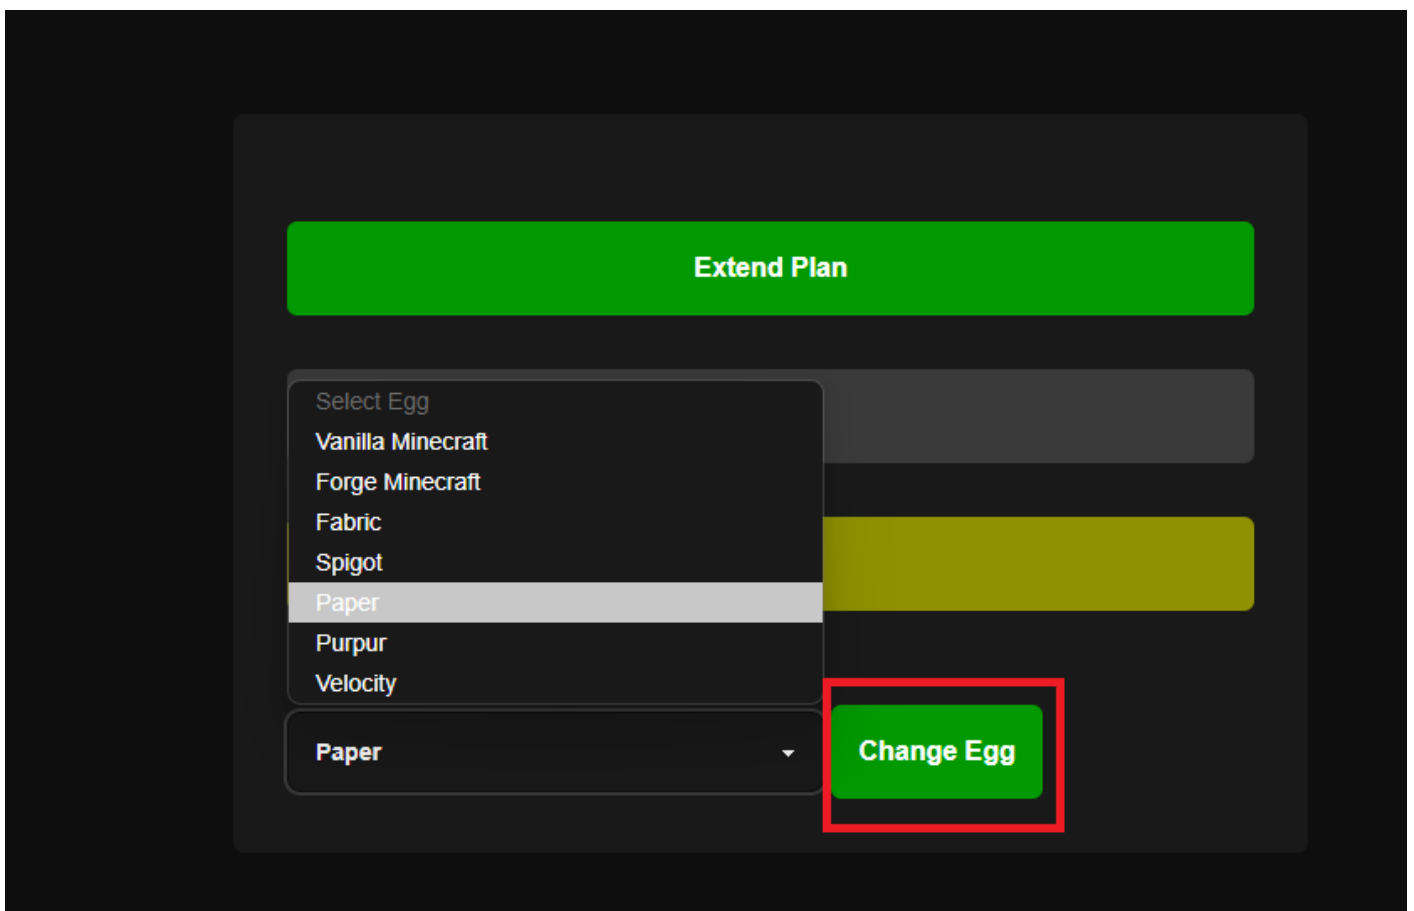 Extend Plan
Select Egg
Vanilla Minecraft
Forge Minecraft
Fabric
Spigot
Paper
Purpur
Velocity
Paper
Change Egg